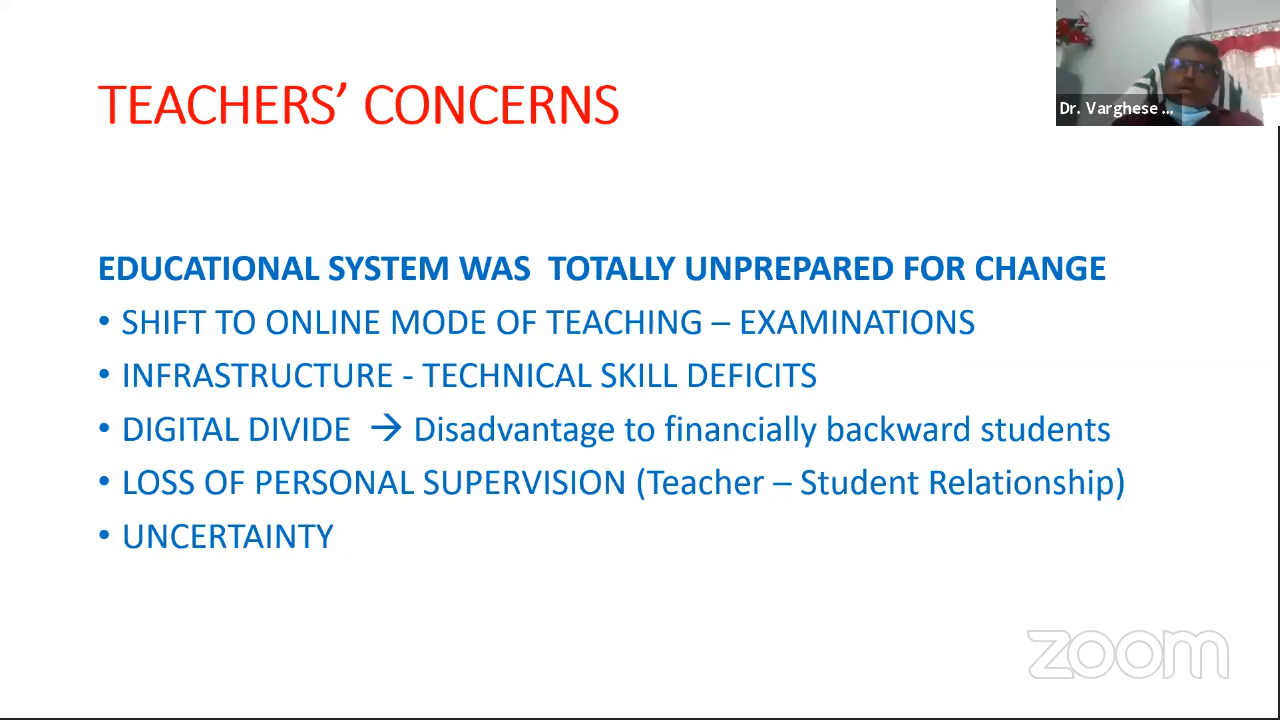 TEACHERS’ CONCERNS
Dr. Varghese ...
EDUCATIONAL SYSTEM WAS TOTALLY UNPREPARED FOR CHANGE
• SHIFT TO ONLINE MODE OF TEACHING – EXAMINATIONS
• INFRASTRUCTURE - TECHNICAL SKILL DEFICITS
• DIGITAL DIVIDE → Disadvantage to financially backward students
• LOSS OF PERSONAL SUPERVISION (Teacher – Student Relationship)
• UNCERTAINTY
zoom